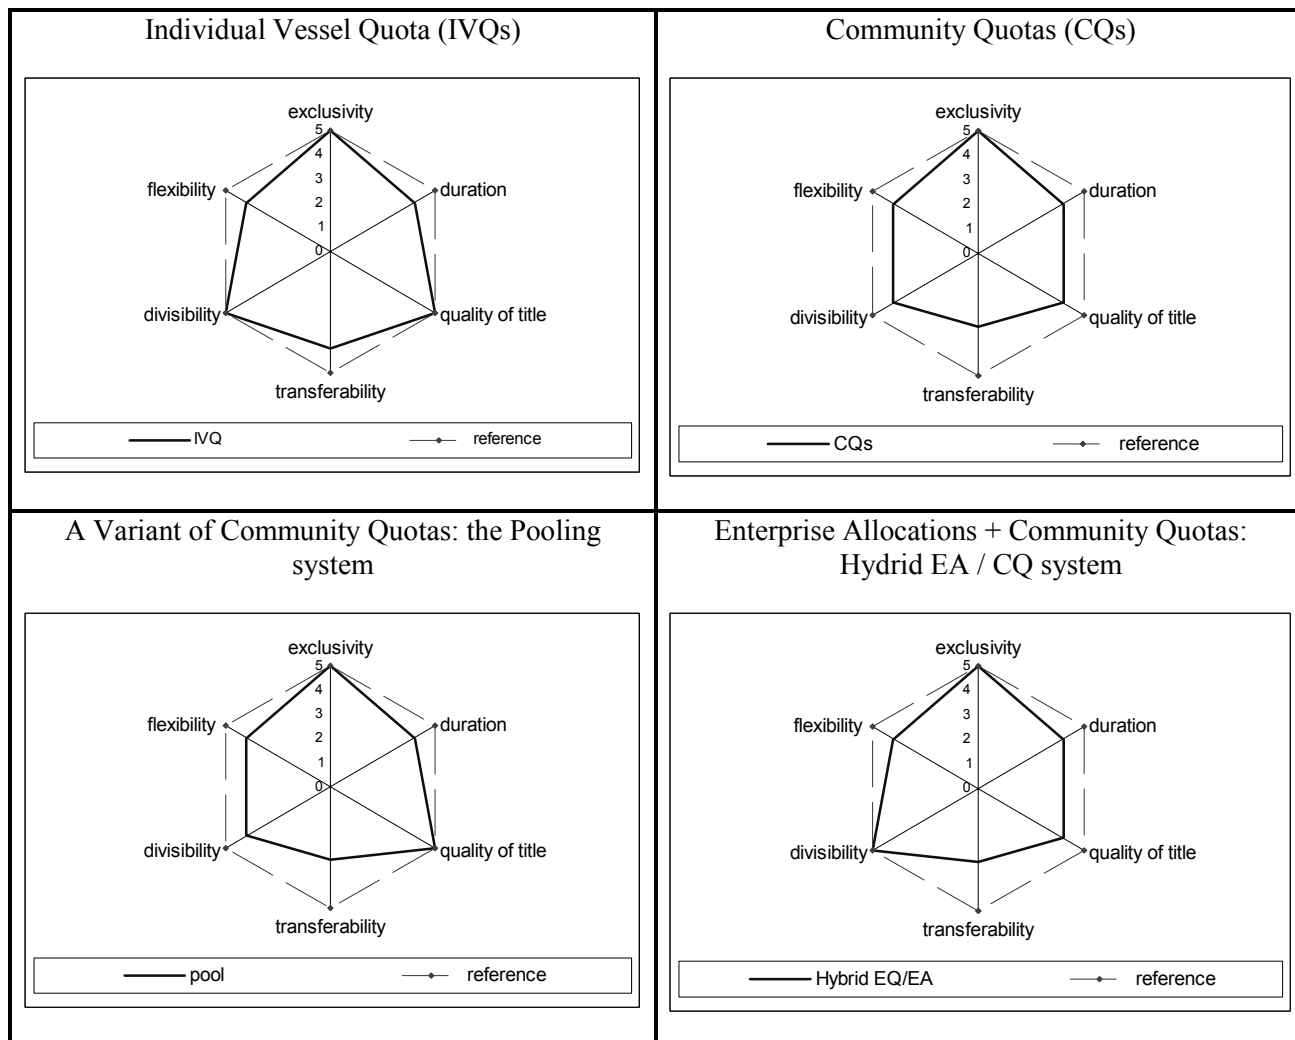 Individual Vessel Quota (IVQs)
exclusivity
5
4
3
2
1
0
flexibility
duration
divisibility
quality of title
transferability
IVQ
reference
Community Quotas (CQs)
exclusivity
5
4
3
2
1
0
flexibility
duration
divisibility
quality of title
transferability
CQs
reference
A Variant of Community Quotas: the Pooling
system
exclusivity
5
4
3
2
1
0
flexibility
duration
divisibility
quality of title
transferability
pool
reference
Enterprise Allocations + Community Quotas:
Hydrid EA / CQ system
exclusivity
5
4
3
2
1
0
flexibility
duration
divisibility
quality of title
transferability
Hybrid EQ/EA
reference